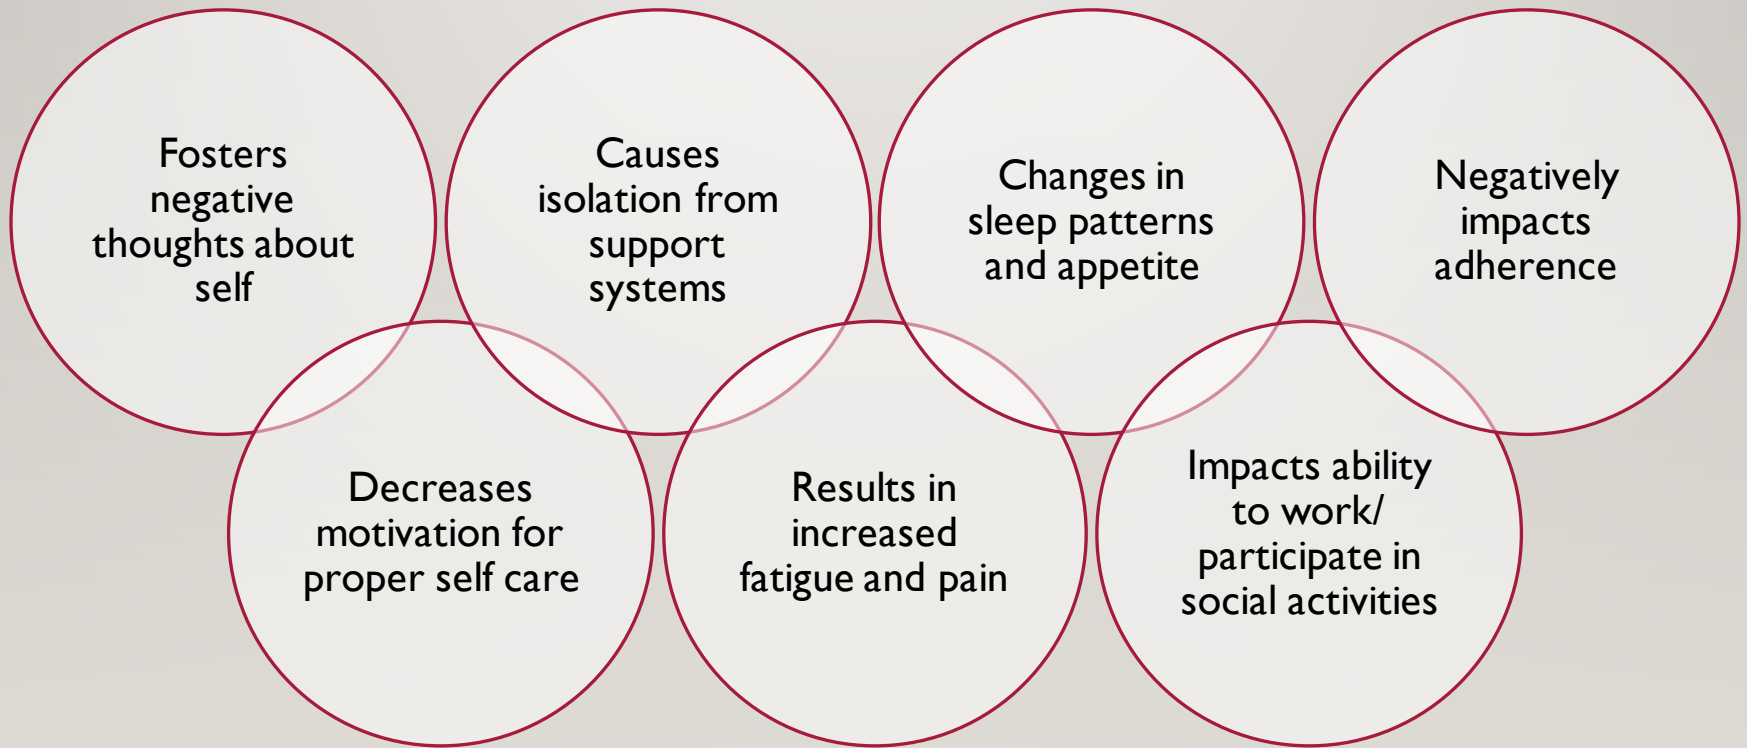 Fosters
negative
thoughts about
self
Causes
isolation from
support
systems
Changes in
sleep patterns
and appetite
Negatively
impacts
adherence
Decreases
motivation for
proper self care
Results in
increased
fatigue and pain
Impacts ability
to work/
participate in
social activities